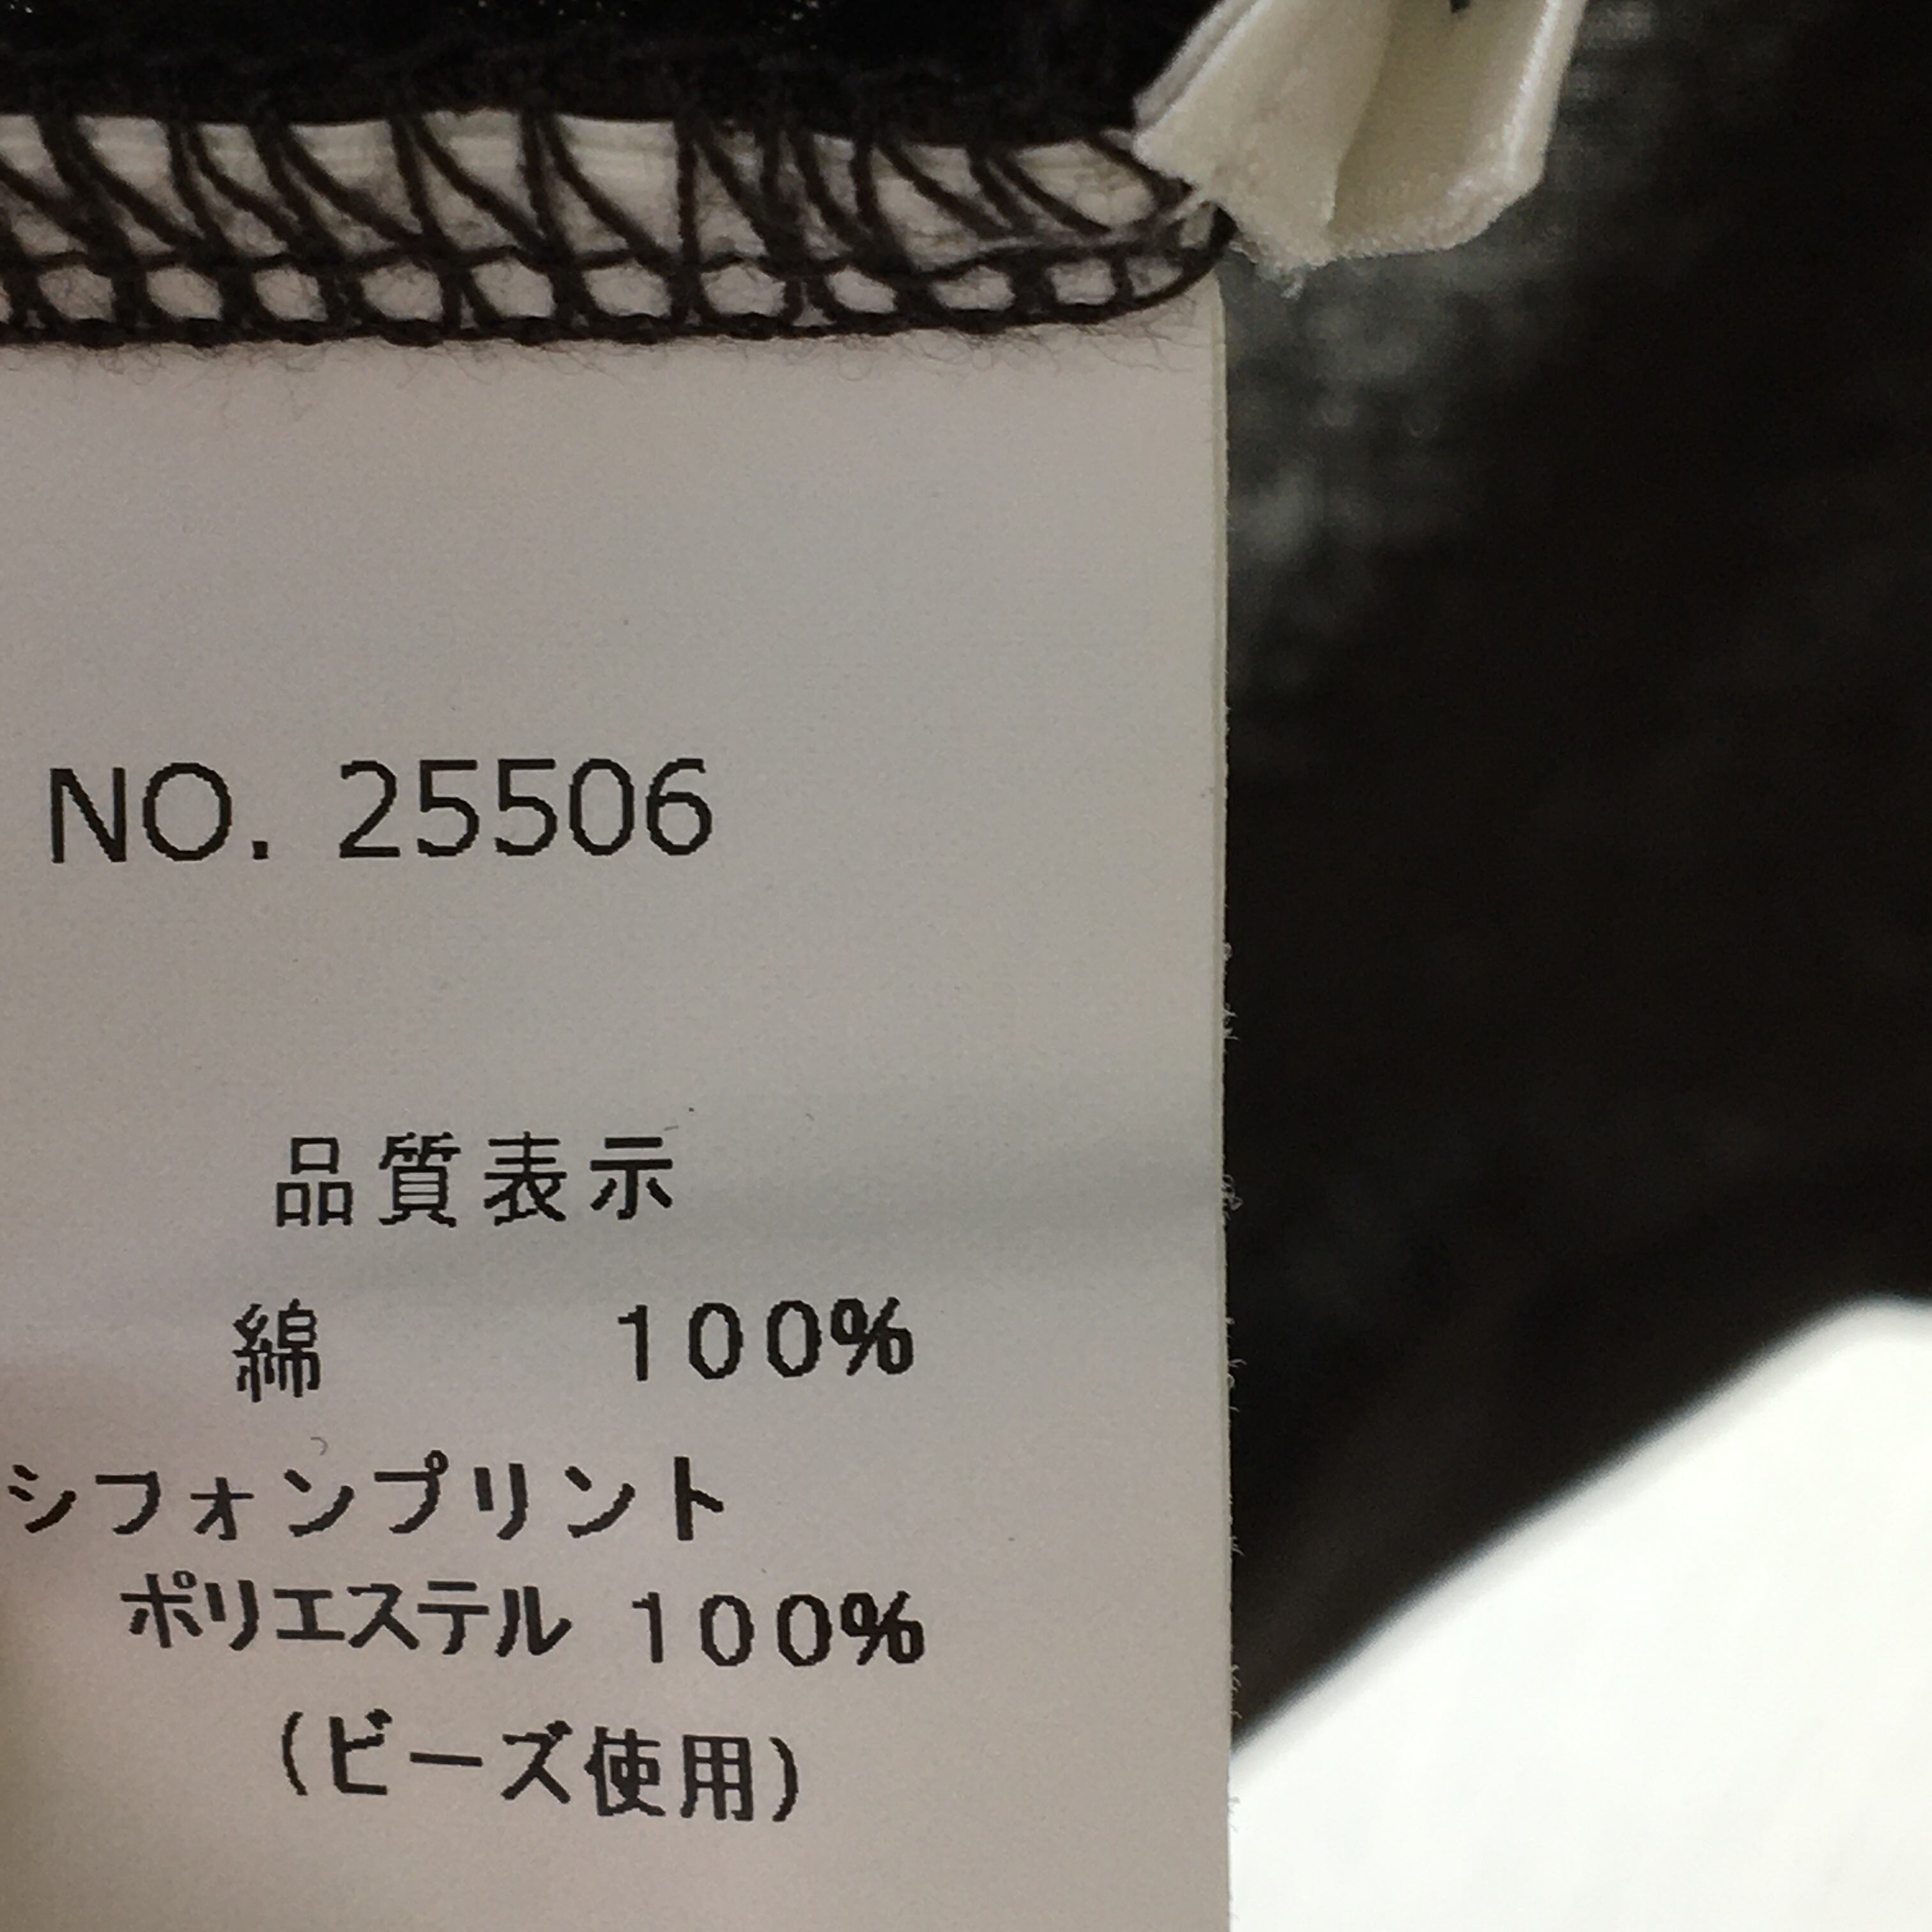 NO. 25506
品質表示
綿 100%
シフォンプリント
ポリエステル 100%
(ビーズ使用)